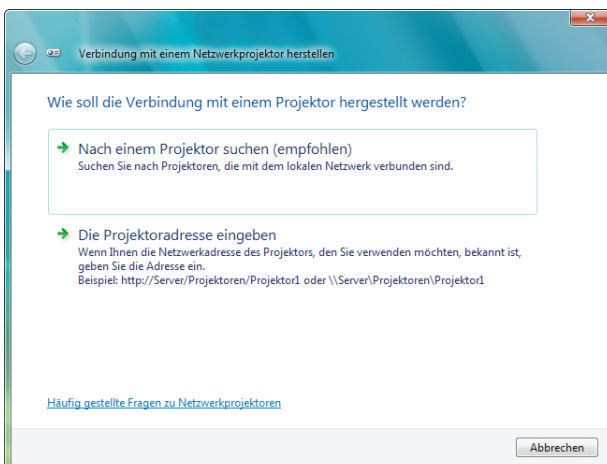 Verbindung mit einem Netzwerkprojektor herstellen
Wie soll die Verbindung mit einem Projektor hergestellt werden?
Nach einem Projektor suchen (empfohlen)
Suchen Sie nach Projektoren, die mit dem lokalen Netzwerk verbunden sind.
Die Projektoradresse eingeben
Wenn Ihnen die Netzwerkadresse des Projektors, den Sie verwenden möchten, bekannt ist,
geben Sie die Adresse ein.
Beispiel: http://Server/Projektoren/Projektor1 oder \\Server\Projektoren\Projektor1
Häufig gestellte Fragen zu Netzwerkprojektoren
Abbrechen